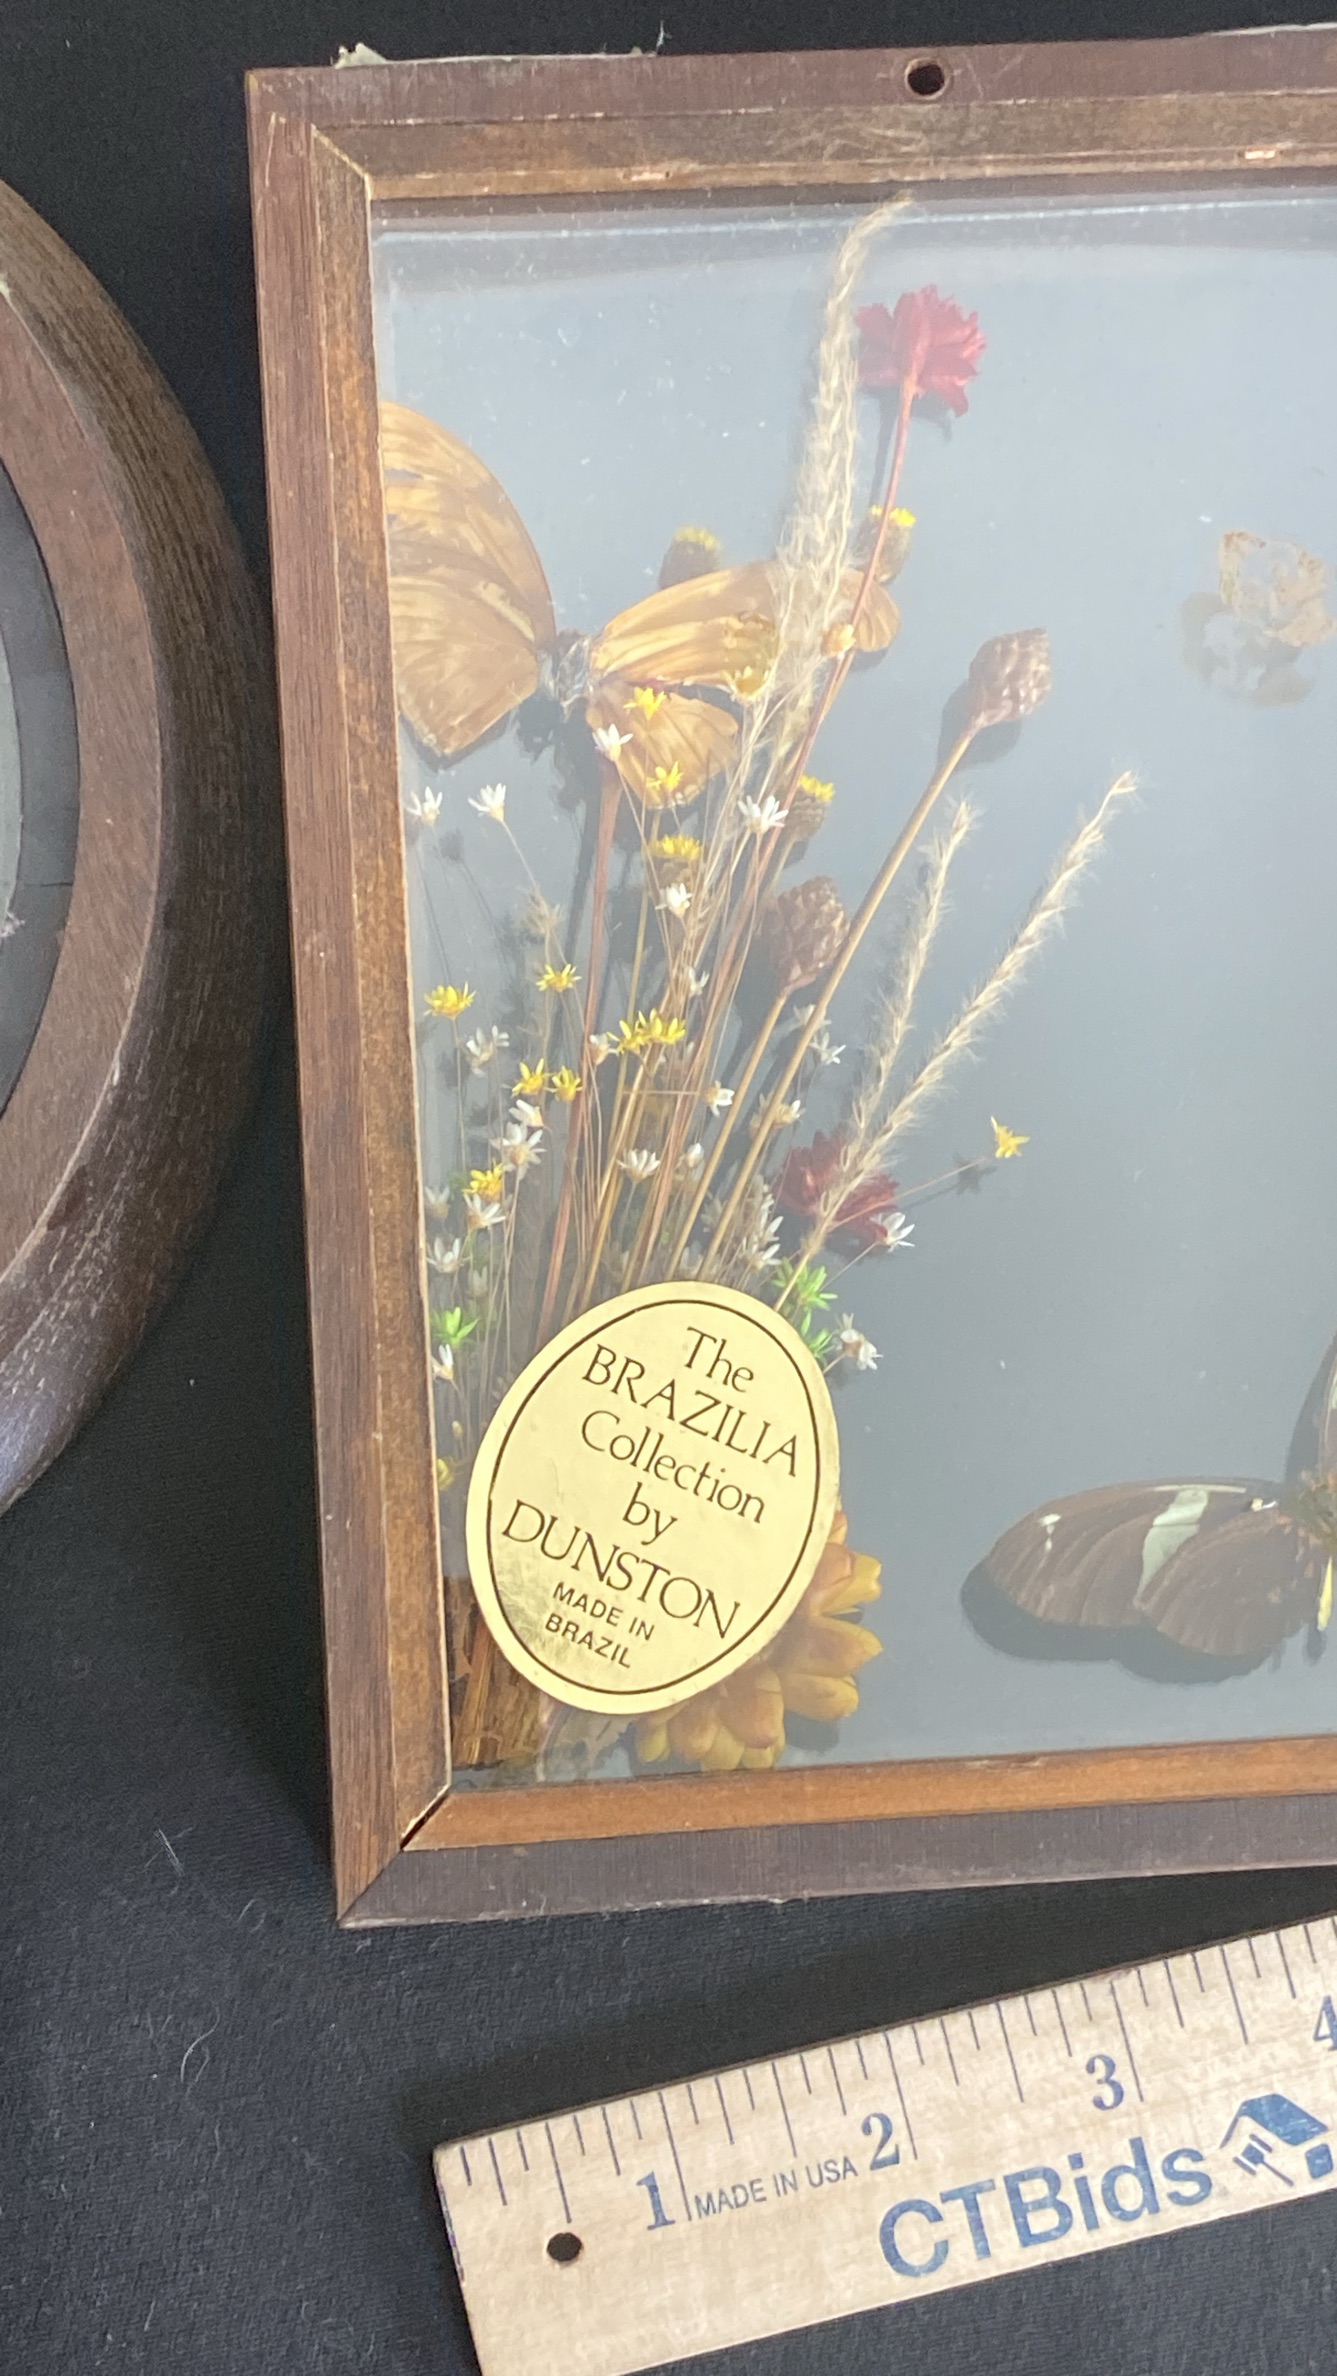 The
BRAZILIA
Collection
by
DUNSTON
MADE IN
BRAZIL
1 MADE IN USA 2 3 4
CTBids